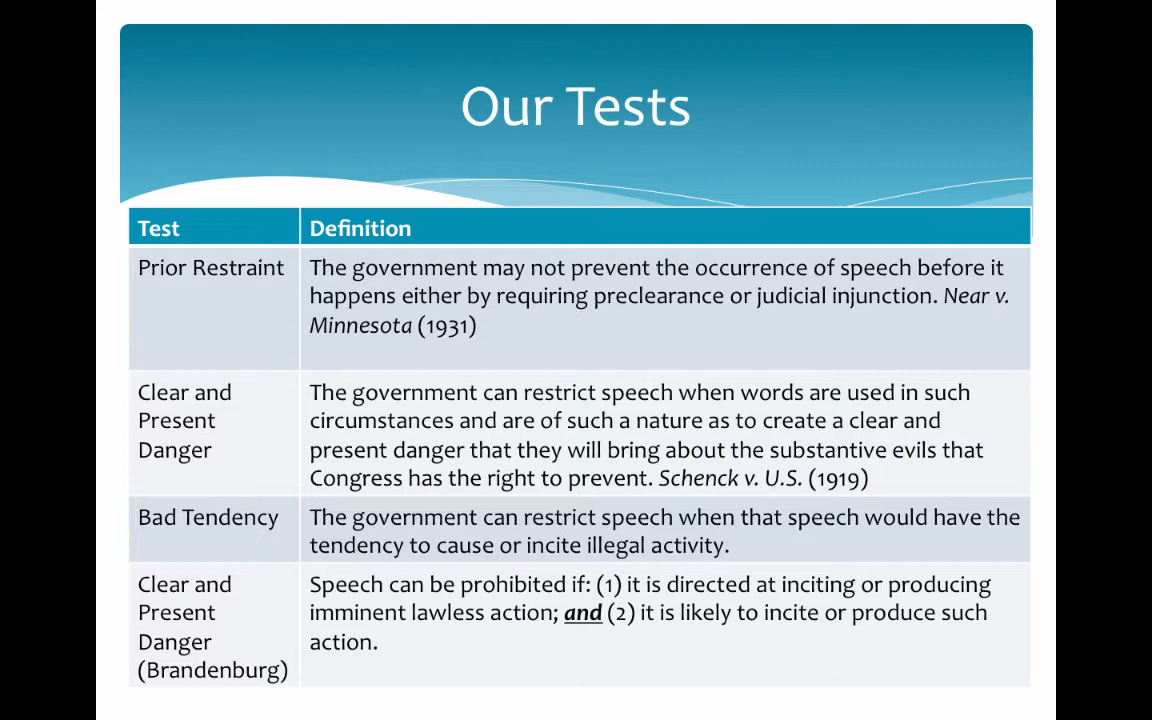 Our Tests
Test
Definition
Prior Restraint
The government may not prevent the occurrence of speech before it
happens either by requiring preclearance or judicial injunction. Near v.
Minnesota (1931)
Clear and
Present
Danger
The government can restrict speech when words are used in such
circumstances and are of such a nature as to create a clear and
present danger that they will bring about the substantive evils that
Congress has the right to prevent. Schenck v. U.S. (1919)
Bad Tendency
The government can restrict speech when that speech would have the
tendency to cause or incite illegal activity.
Clear and
Present
Danger
(Brandenburg)
Speech can be prohibited if: (1) it is directed at inciting or producing
imminent lawless action; and (2) it is likely to incite or produce such
action.